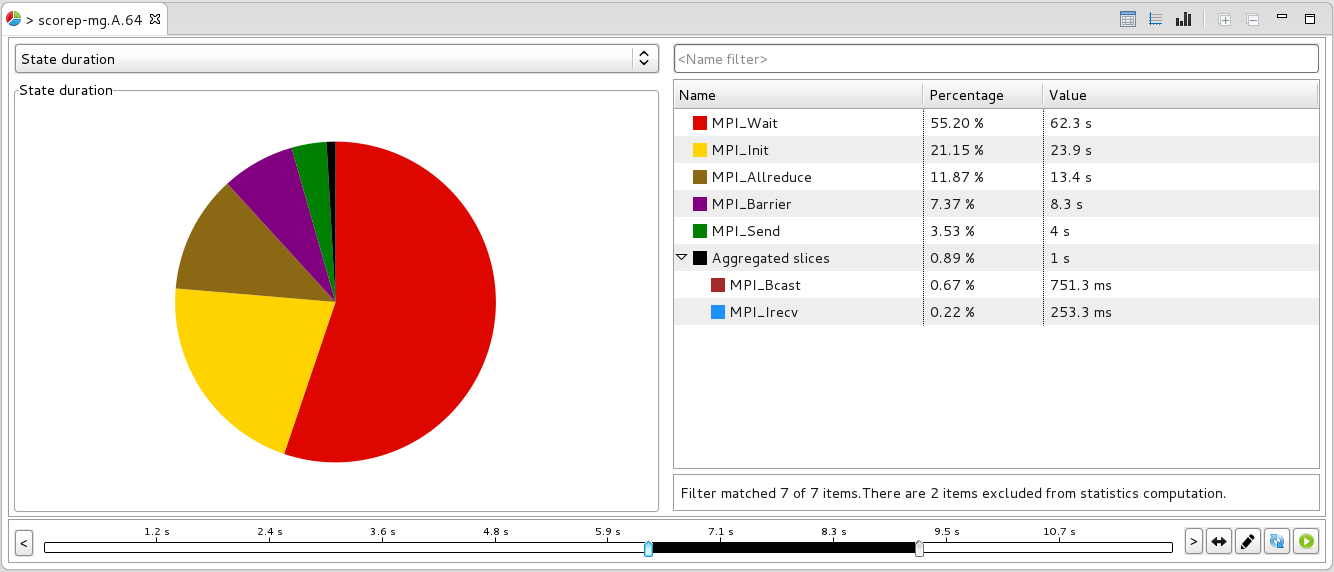 > scorep-mg.A.64
State duration
<Name filter>
State duration
Name Percentage Value
MPI_Wait 55.20 % 62.3 s
MPI_Init 21.15 % 23.9 s
MPI_Allreduce 11.87 % 13.4 s
MPI_Barrier 7.37 % 8.3 s
MPI_Send 3.53 % 4 s
Aggregated slices 0.89 % 1 s
MPI_Bcast 0.67 % 751.3 ms
MPI_Irecv 0.22 % 253.3 ms
Filter matched 7 of 7 items.There are 2 items excluded from statistics computation.
1.2 s 2.4 s 3.6 s 4.8 s 5.9 s 7.1 s 8.3 s 9.5 s 10.7 s
< >